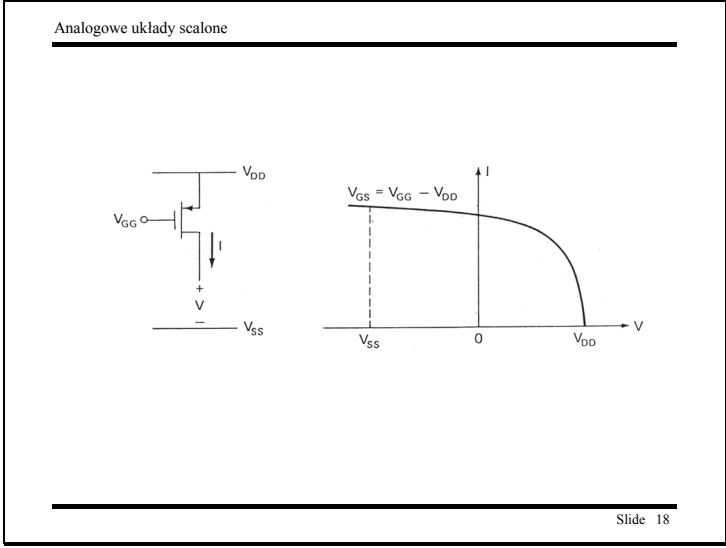 Analogowe układy scalone
V_DD
V_GG
I
+
V
−
V_SS
I
V_GS = V_GG − V_DD
V_SS
0
V_DD
V
Slide 18